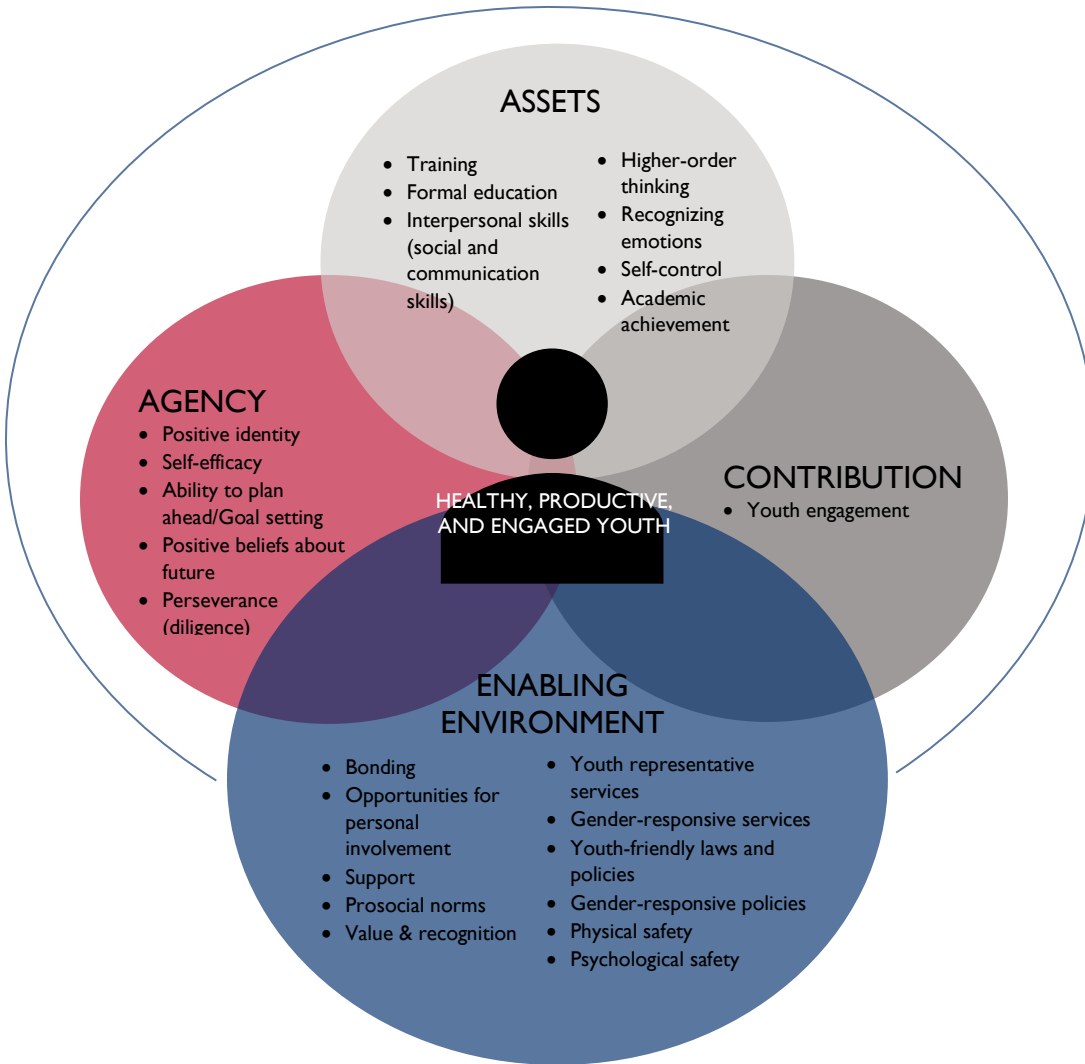 ASSETS
• Training
• Formal education
• Interpersonal skills
(social and
communication
skills)
• Higher-order
thinking
• Recognizing
emotions
• Self-control
• Academic
achievement
AGENCY
• Positive identity
• Self-efficacy
• Ability to plan
ahead/Goal setting
• Positive beliefs about
future
• Perseverance
(diligence)
HEALTHY, PRODUCTIVE,
AND ENGAGED YOUTH
CONTRIBUTION
• Youth engagement
ENABLING
ENVIRONMENT
• Bonding
• Opportunities for
personal
involvement
• Support
• Prosocial norms
• Value & recognition
• Youth representative
services
• Gender-responsive services
• Youth-friendly laws and
policies
• Gender-responsive policies
• Physical safety
• Psychological safety